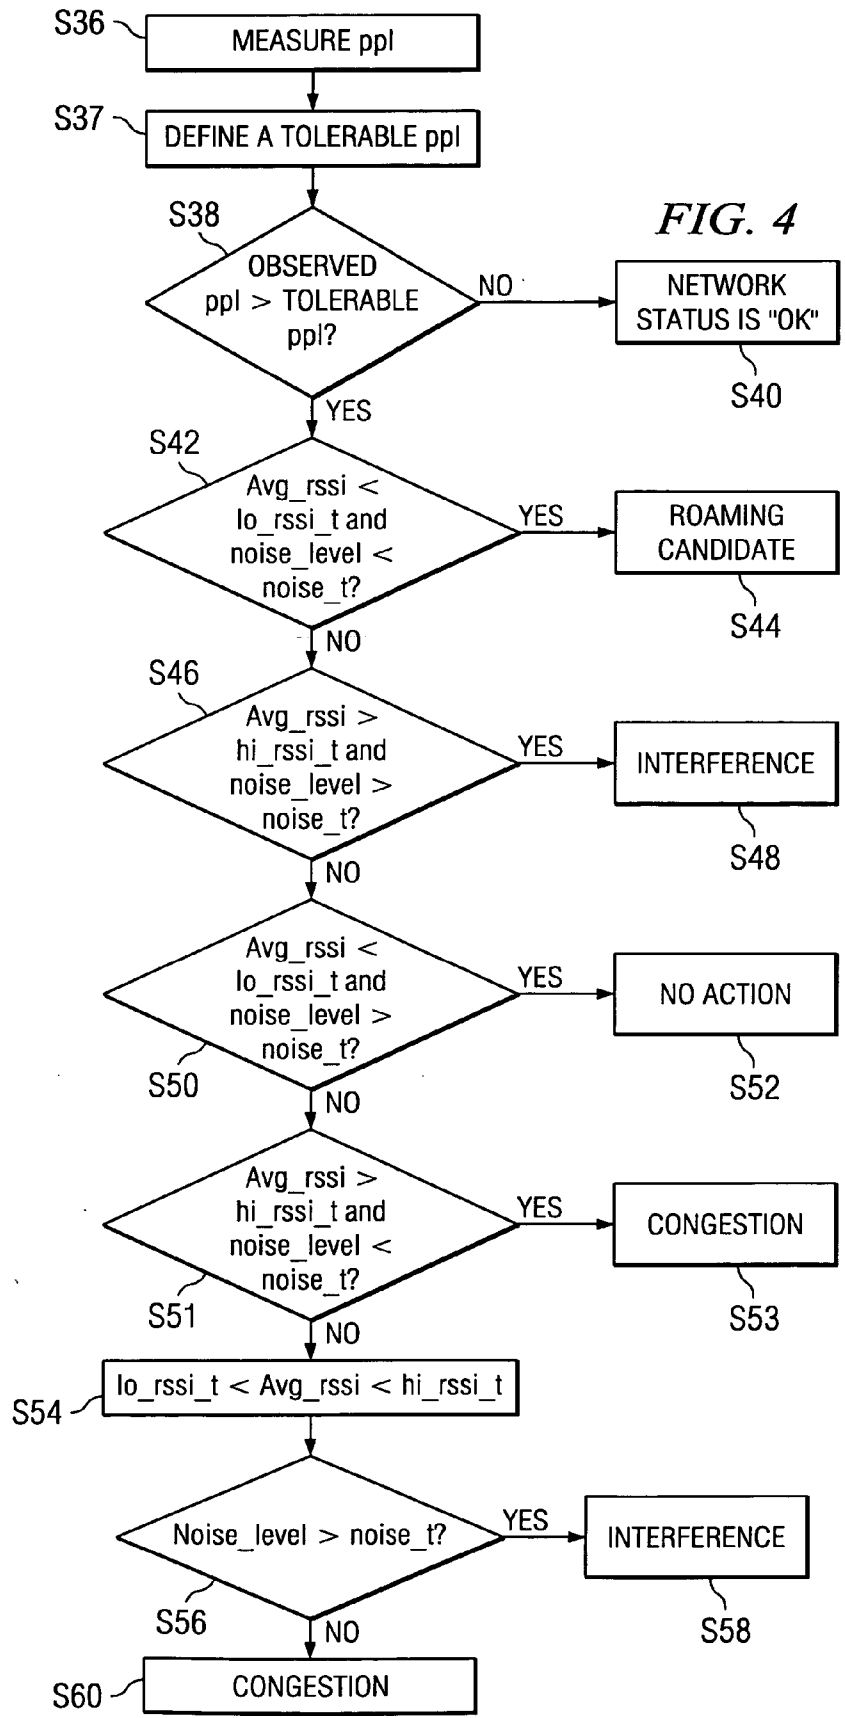 S36
MEASURE ppl
S37
DEFINE A TOLERABLE ppl
FIG. 4
S38
OBSERVED
ppl > TOLERABLE
ppl?
NO
NETWORK
STATUS IS "OK"
S40
YES
S42
Avg_rssi <
lo_rssi_t and
noise_level <
noise_t?
YES
ROAMING
CANDIDATE
S44
NO
S46
Avg_rssi >
hi_rssi_t and
noise_level >
noise_t?
YES
INTERFERENCE
S48
NO
Avg_rssi <
lo_rssi_t and
noise_level >
noise_t?
YES
NO ACTION
S50
S52
NO
Avg_rssi >
hi_rssi_t and
noise_level <
noise_t?
YES
CONGESTION
S51
S53
NO
lo_rssi_t < Avg_rssi < hi_rssi_t
S54
Noise_level > noise_t?
YES
INTERFERENCE
S56
S58
NO
S60
CONGESTION